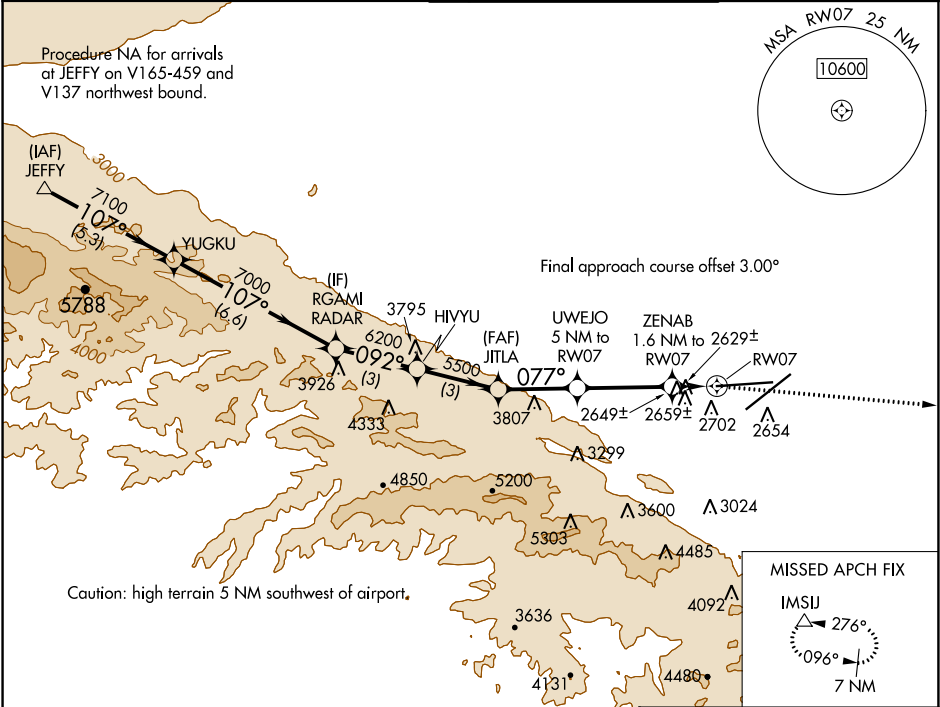 Procedure NA for arrivals
at JEFFY on V165-459 and
V137 northwest bound.
MSA RW07 25 NM
10600
(IAF)
JEFFY
3000
7100
107°
(5.3)
YUGKU
7000
107°
(6.6)
5788
4000
(IF)
RGAMI
RADAR
3926
6200
092°
(3)
3795
HIVYU
5500
(3)
4333
(FAF)
JITLA
077°
3807
Final approach course offset 3.00°
UWEJO
5 NM to
RW07
ZENAB
1.6 NM to
RW07
2629±
RW07
2649±
2659±
2702
2654
3299
4850
5200
3600
3024
5303
4485
4092
Caution: high terrain 5 NM southwest of airport.
3636
4131
4480
MISSED APCH FIX
IMSIJ
276°
096°
7 NM